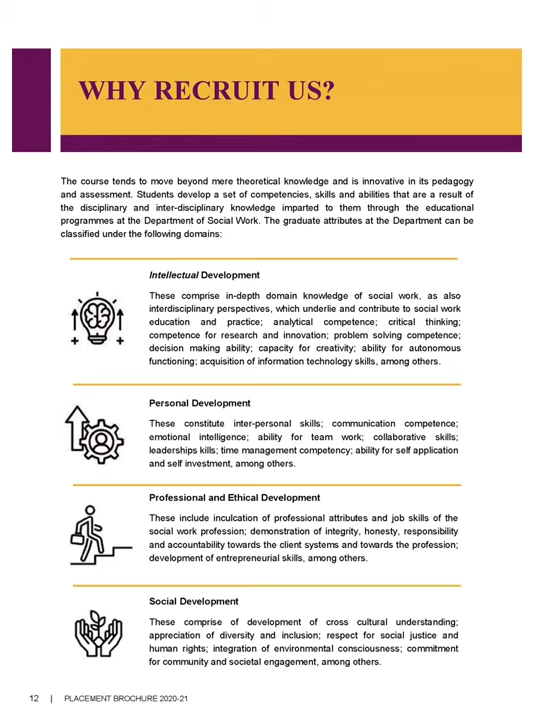 WHY RECRUIT US?
The course tends to move beyond mere theoretical knowledge and is innovative in its pedagogy
and assessment. Students develop a set of competencies, skills and abilities that are a result of
the disciplinary and inter-disciplinary knowledge imparted to them through the educational
programmes at the Department of Social Work. The graduate attributes at the Department can be
classified under the following domains:
Intellectual Development
These comprise in-depth domain knowledge of social work, as also
interdisciplinary perspectives, which underlie and contribute to social work
education and practice; analytical competence; critical thinking;
competence for research and innovation; problem solving competence;
decision making ability; capacity for creativity; ability for autonomous
functioning; acquisition of information technology skills, among others.
Personal Development
These constitute inter-personal skills; communication competence;
emotional intelligence; ability for team work; collaborative skills;
leaderships kills; time management competency; ability for self application
and self investment, among others.
Professional and Ethical Development
These include inculcation of professional attributes and job skills of the
social work profession; demonstration of integrity, honesty, responsibility
and accountability towards the client systems and towards the profession;
development of entrepreneurial skills, among others.
Social Development
These comprise of development of cross cultural understanding;
appreciation of diversity and inclusion; respect for social justice and
human rights; integration of environmental consciousness; commitment
for community and societal engagement, among others.
12 | PLACEMENT BROCHURE 2020-21